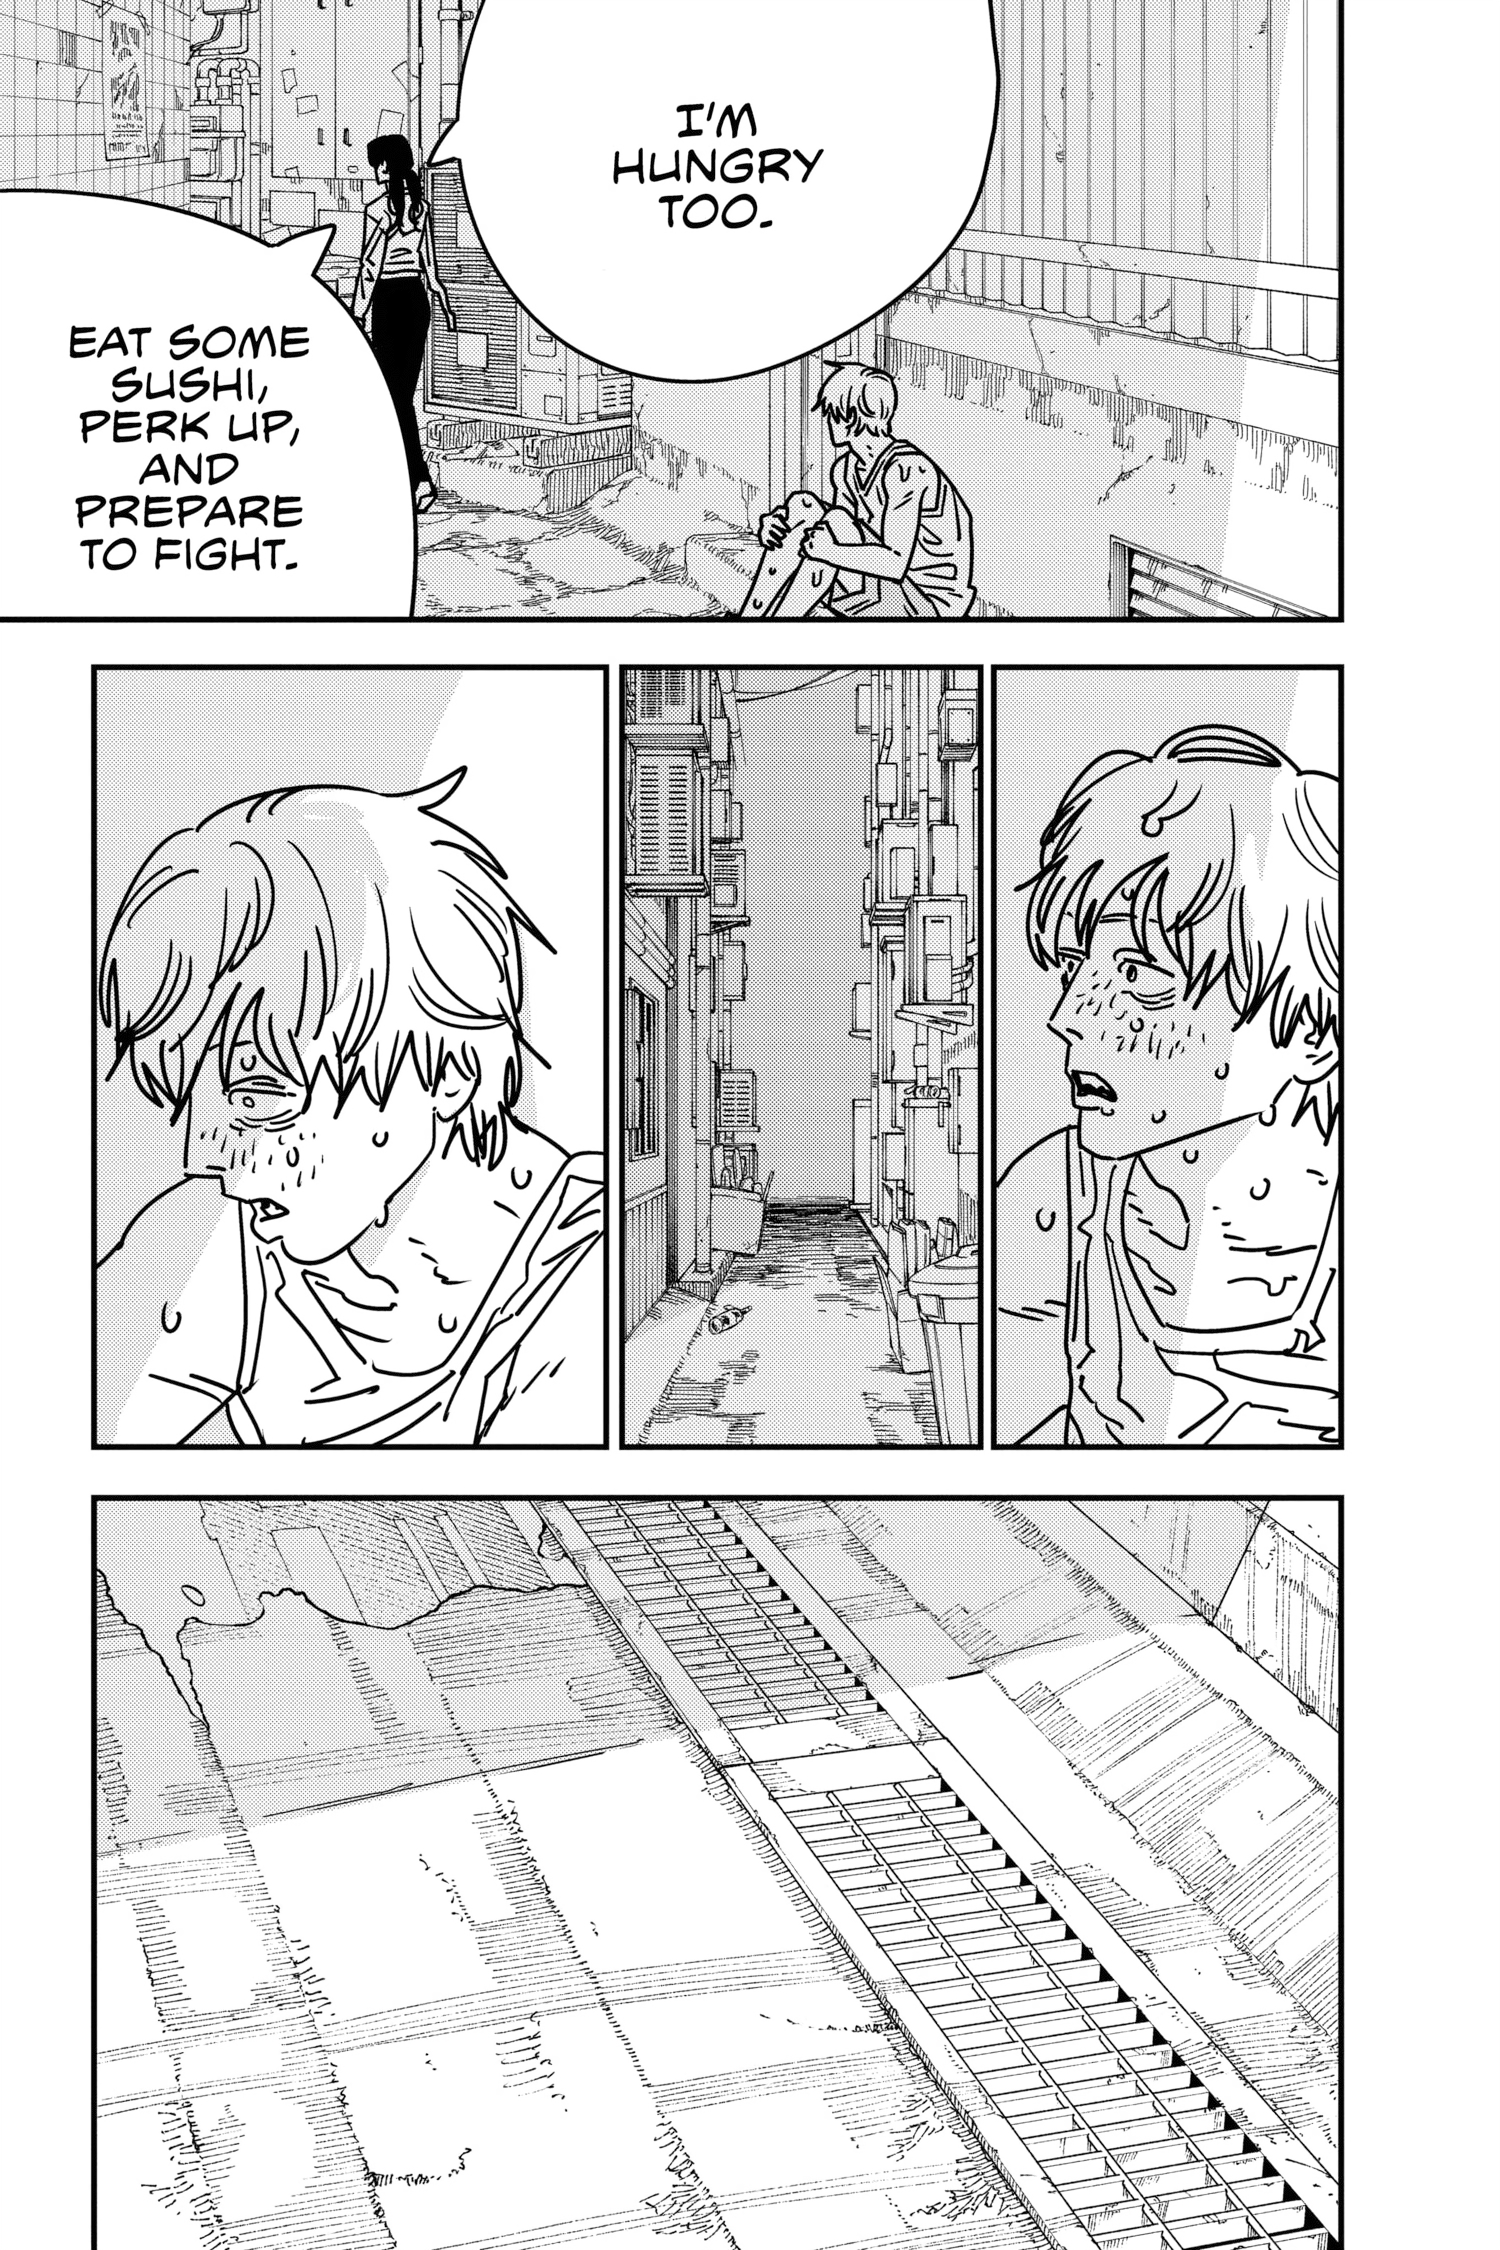 I'M
HUNGRY
TOO.
EAT SOME
SUSHI,
PERK UP,
AND
PREPARE
TO FIGHT.